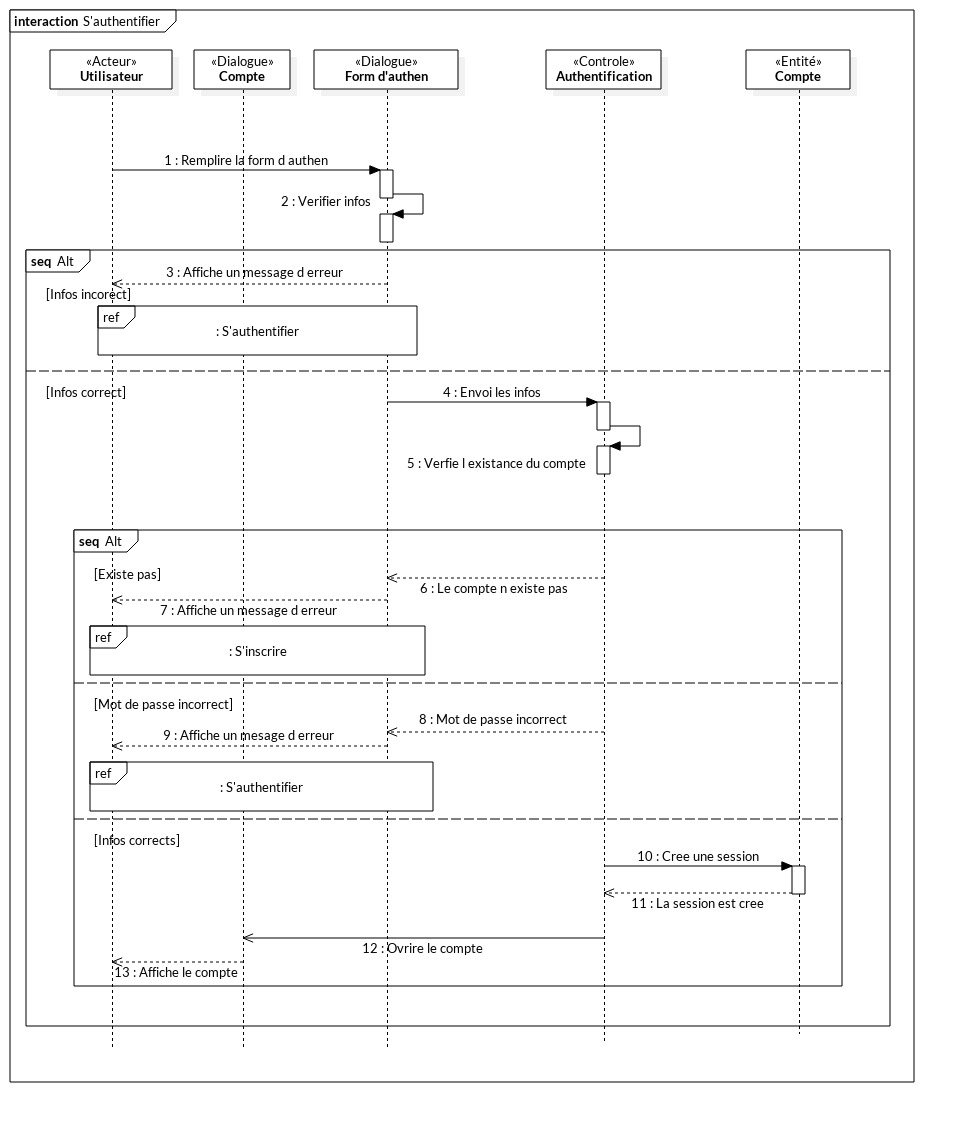 interaction S'authentifier
«Acteur»
Utilisateur
«Dialogue»
Compte
«Dialogue»
Form d'authen
«Controle»
Authentification
«Entité»
Compte
1 : Remplire la form d authen
2 : Verifier infos
seq Alt
3 : Affiche un message d erreur
[Infos incorect]
ref
: S'authentifier
[Infos correct]
4 : Envoi les infos
5 : Verfie l existance du compte
seq Alt
[Existe pas]
6 : Le compte n existe pas
7 : Affiche un message d erreur
ref
: S'inscrire
[Mot de passe incorrect]
8 : Mot de passe incorrect
9 : Affiche un mesage d erreur
ref
: S'authentifier
[Infos corrects]
10 : Cree une session
11 : La session est cree
12 : Ovrire le compte
13 : Affiche le compte